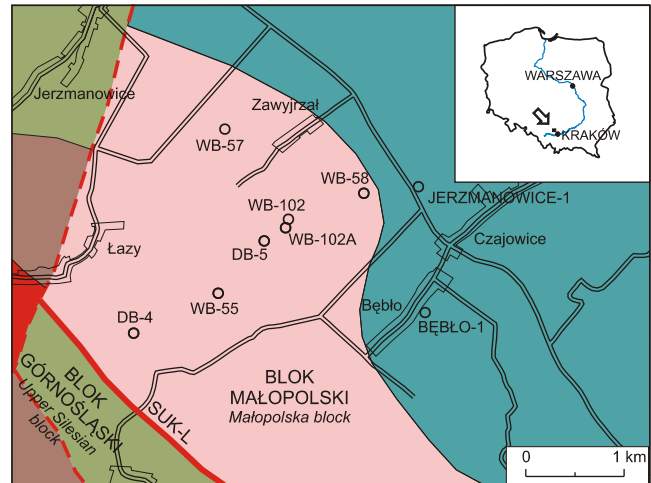 Jerzmanowice
Zawyjrzał
WARSZAWA
KRAKÓW
WB-57
WB-58
JERZMANOWICE-1
WB-102
WB-102A
DB-5
Czajowice
Łazy
WB-55
Bębło
DB-4
BĘBŁO-1
BLOK
GÓRNOŚLĄSKI
Upper Silesian
block
SUK-L
BLOK
MAŁOPOLSKI
Małopolska block
0 1 km